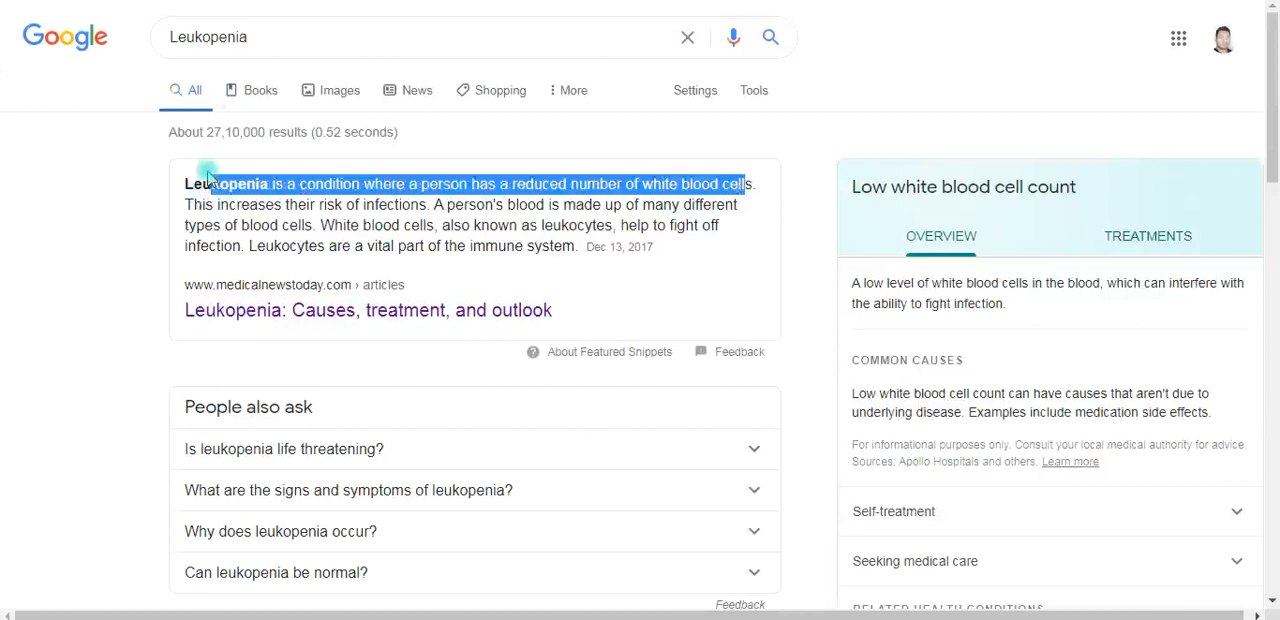 Google
Leukopenia
All Books Images News Shopping More Settings Tools
About 27,10,000 results (0.52 seconds)
Leukopenia is a condition where a person has a reduced number of white blood cells.
This increases their risk of infections. A person's blood is made up of many different
types of blood cells. White blood cells, also known as leukocytes, help to fight off
infection. Leukocytes are a vital part of the immune system. Dec 13, 2017
www.medicalnewstoday.com › articles
Leukopenia: Causes, treatment, and outlook
About Featured Snippets Feedback
People also ask
Is leukopenia life threatening?
What are the signs and symptoms of leukopenia?
Why does leukopenia occur?
Can leukopenia be normal?
Feedback
Low white blood cell count
OVERVIEW TREATMENTS
A low level of white blood cells in the blood, which can interfere with
the ability to fight infection.
COMMON CAUSES
Low white blood cell count can have causes that aren't due to
underlying disease. Examples include medication side effects.
For informational purposes only. Consult your local medical authority for advice.
Sources: Apollo Hospitals and others. Learn more
Self-treatment
Seeking medical care
RELATED HEALTH CONDITIONS